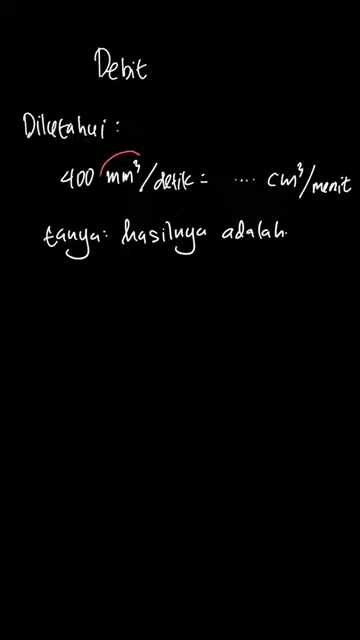 Debit
Diketahui :
400 mm³/detik = .... cm³/menit
tanya: hasilnya adalah.